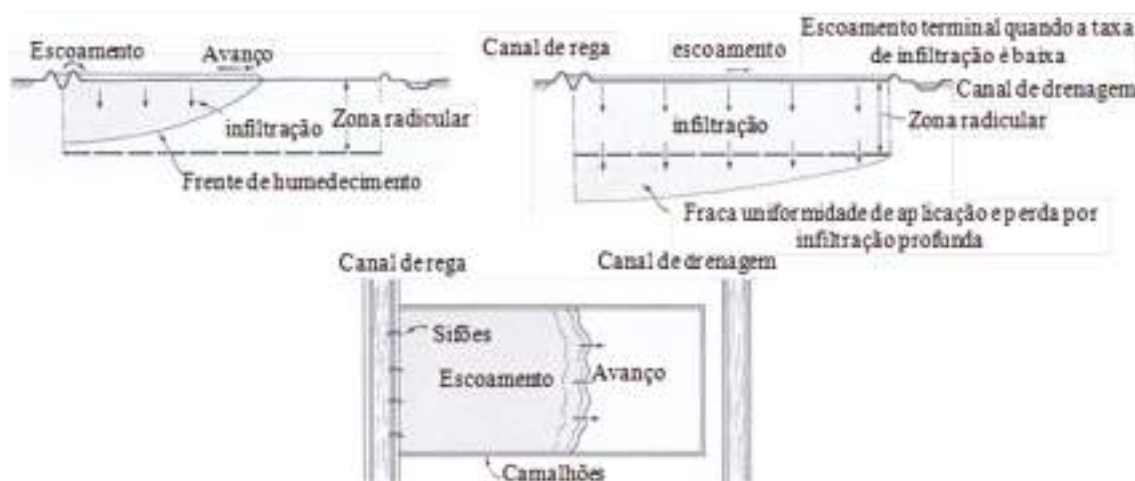 Escoamento
Avanço
infiltração
Zona radicular
Frente de humedecimento
Canal de rega
escoamento
Escoamento terminal quando a taxa
de infiltração è baixa
Canal de drenagem
infiltração
Zona radicular
Fraca uniformidade de aplicação e perda por
infiltração profunda
Canal de rega
Canal de drenagem
Sifões
Escoamento
Avanço
Camalhões